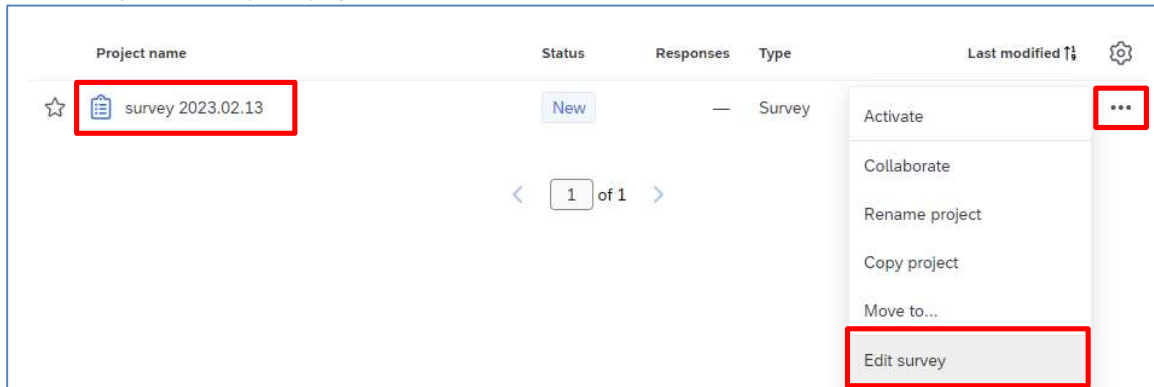 Project name Status Responses Type Last modified
survey 2023.02.13 New — Survey
Activate
Collaborate
1 of 1
Rename project
Copy project
Move to...
Edit survey